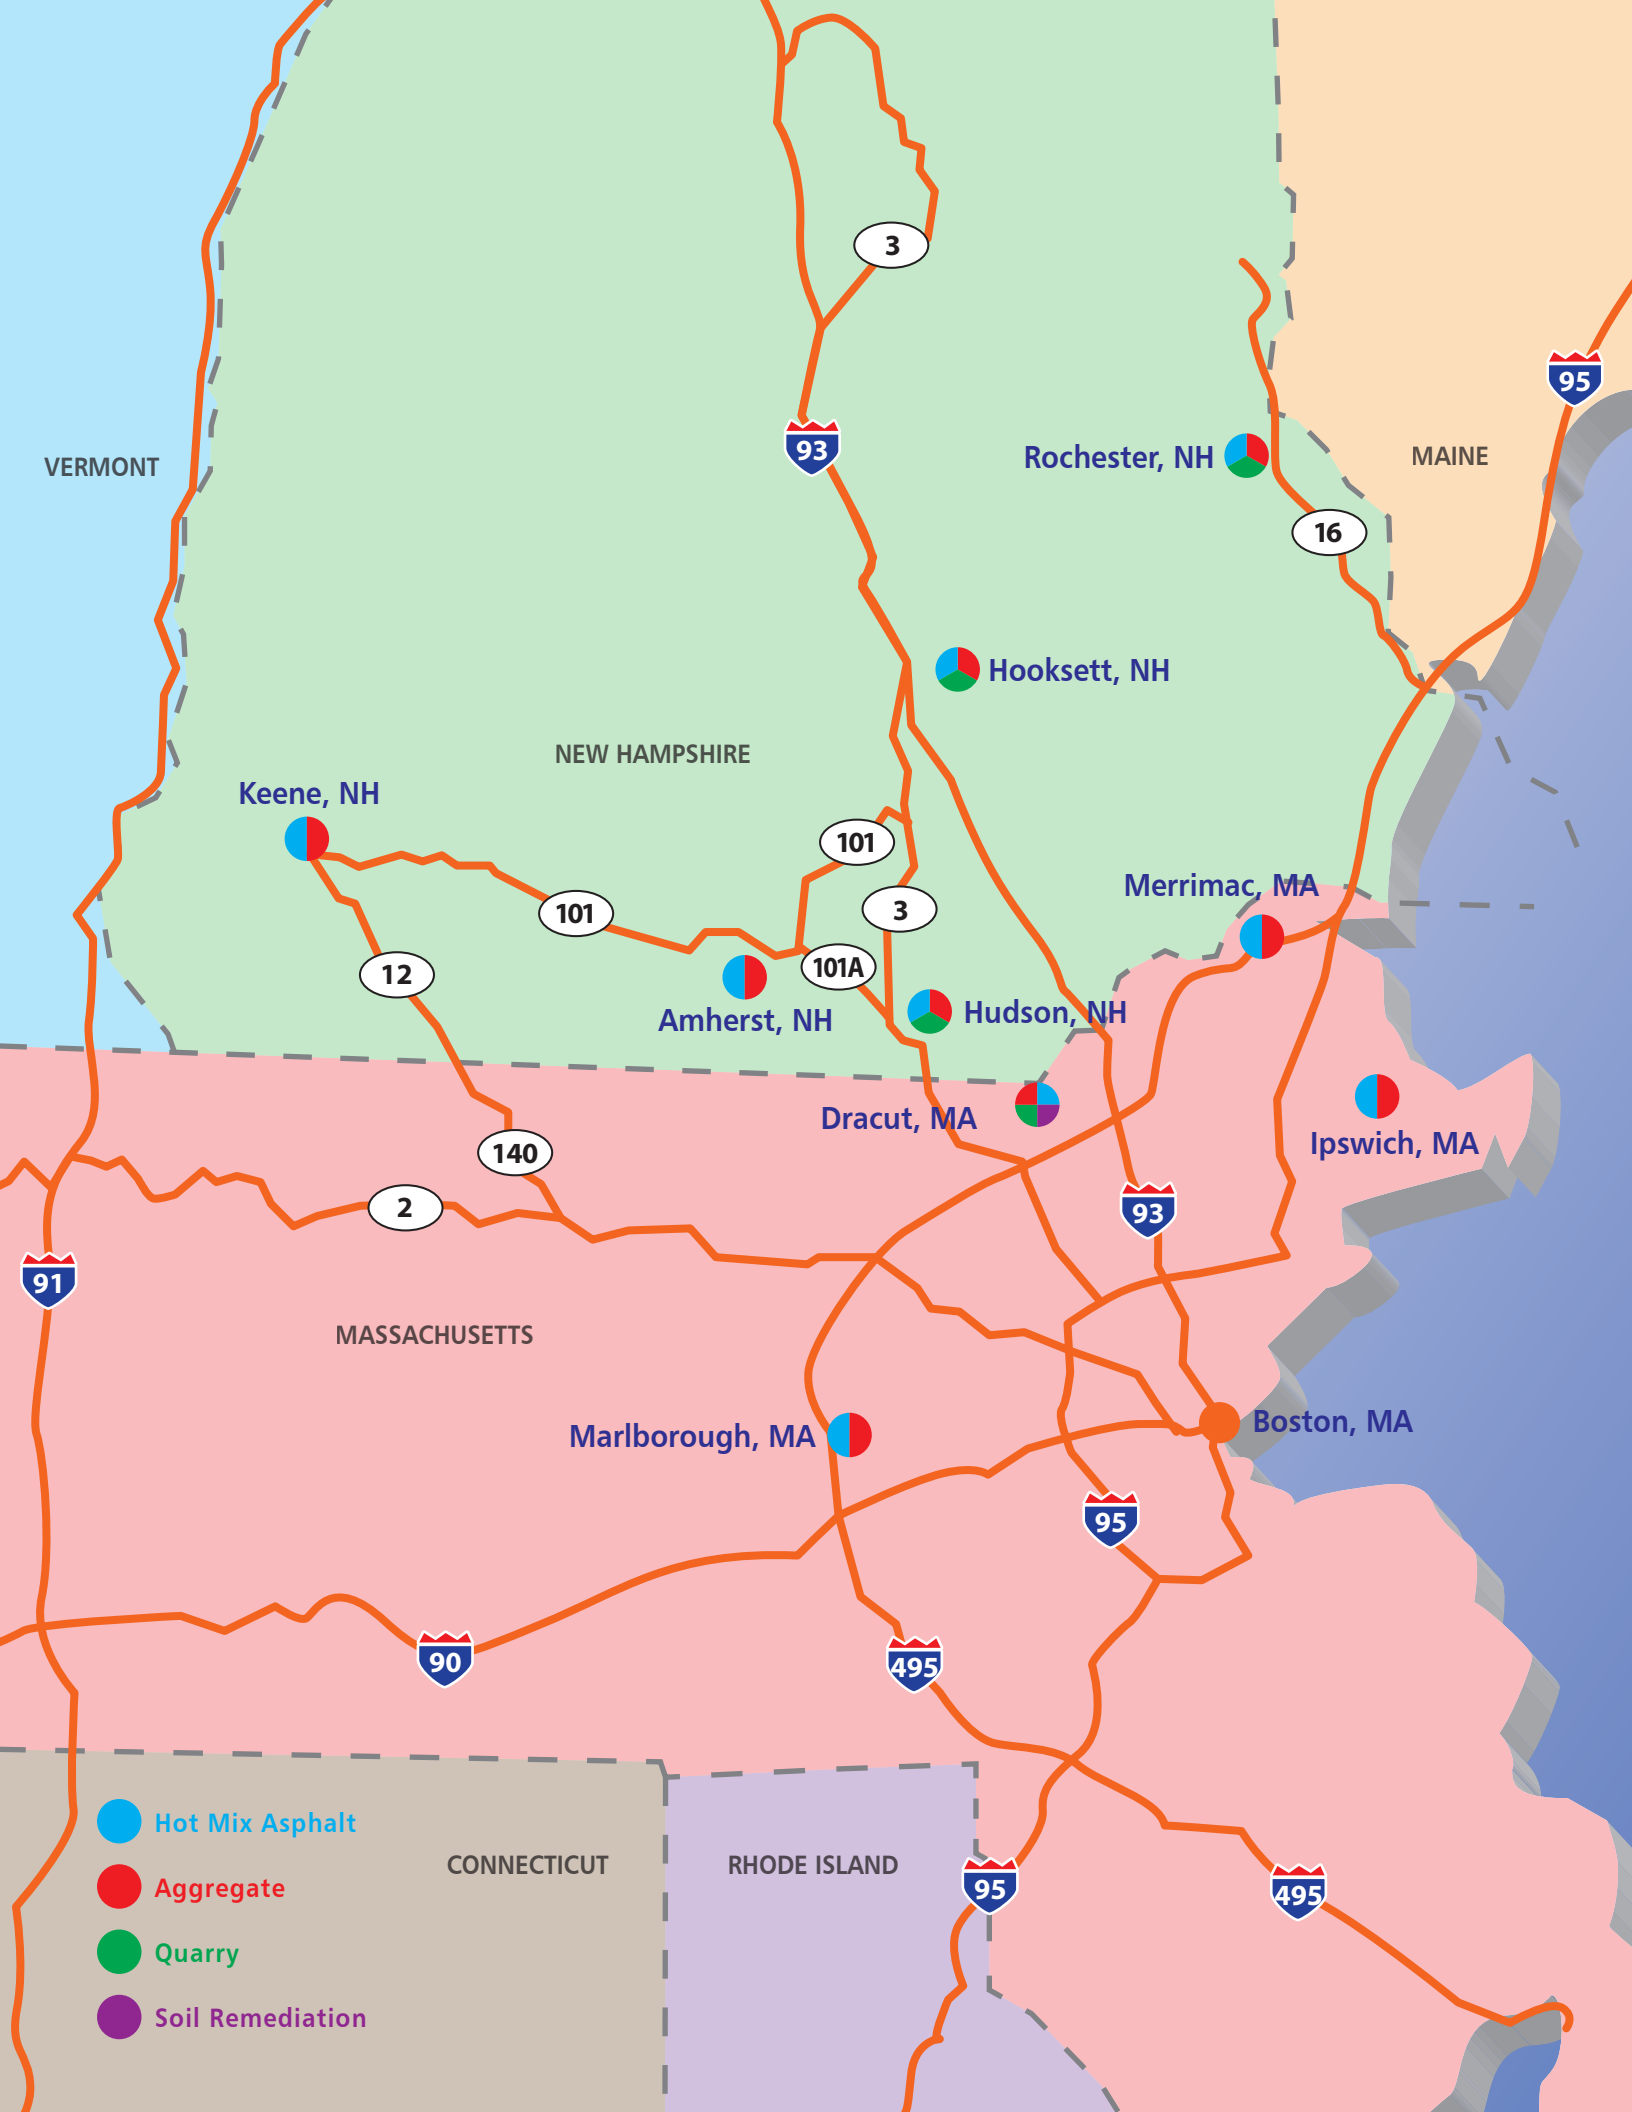 3
95
93
Rochester, NH
MAINE
VERMONT
16
Hooksett, NH
NEW HAMPSHIRE
Keene, NH
101
Merrimac, MA
101
3
12
101A
Amherst, NH
Hudson, NH
Dracut, MA
Ipswich, MA
140
2
93
91
MASSACHUSETTS
Boston, MA
Marlborough, MA
95
90
495
Hot Mix Asphalt
CONNECTICUT
RHODE ISLAND
95
495
Aggregate
Quarry
Soil Remediation